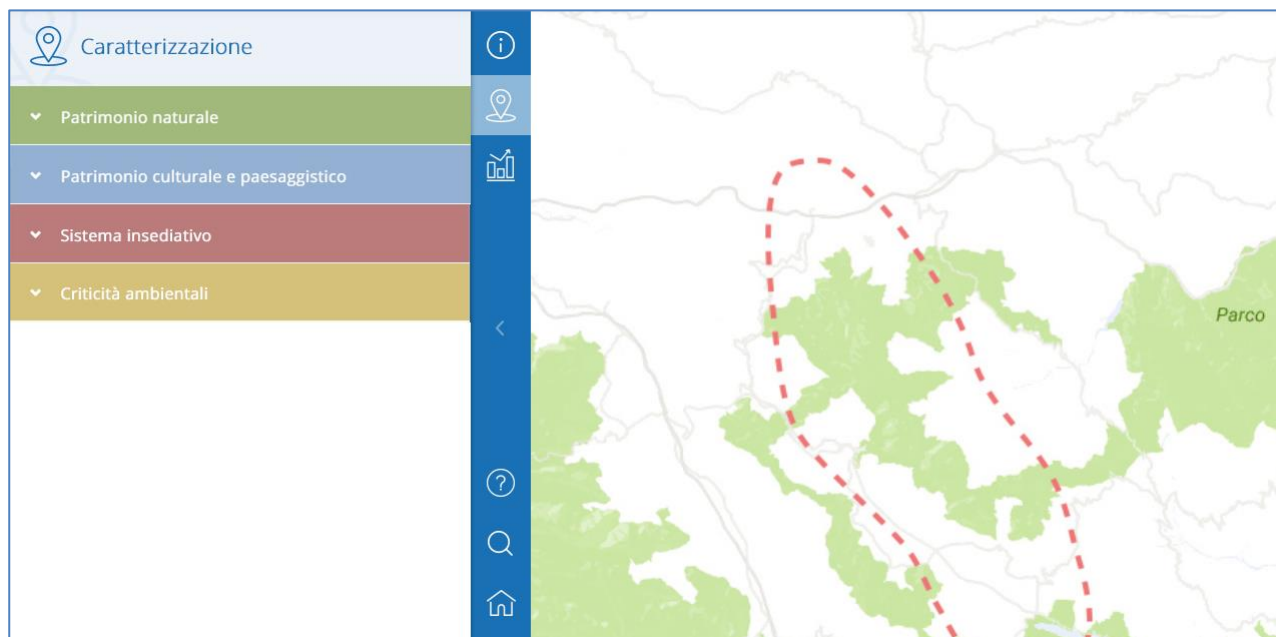 Caratterizzazione
Patrimonio naturale
Patrimonio culturale e paesaggistico
Sistema insediativo
Criticità ambientali
Parco